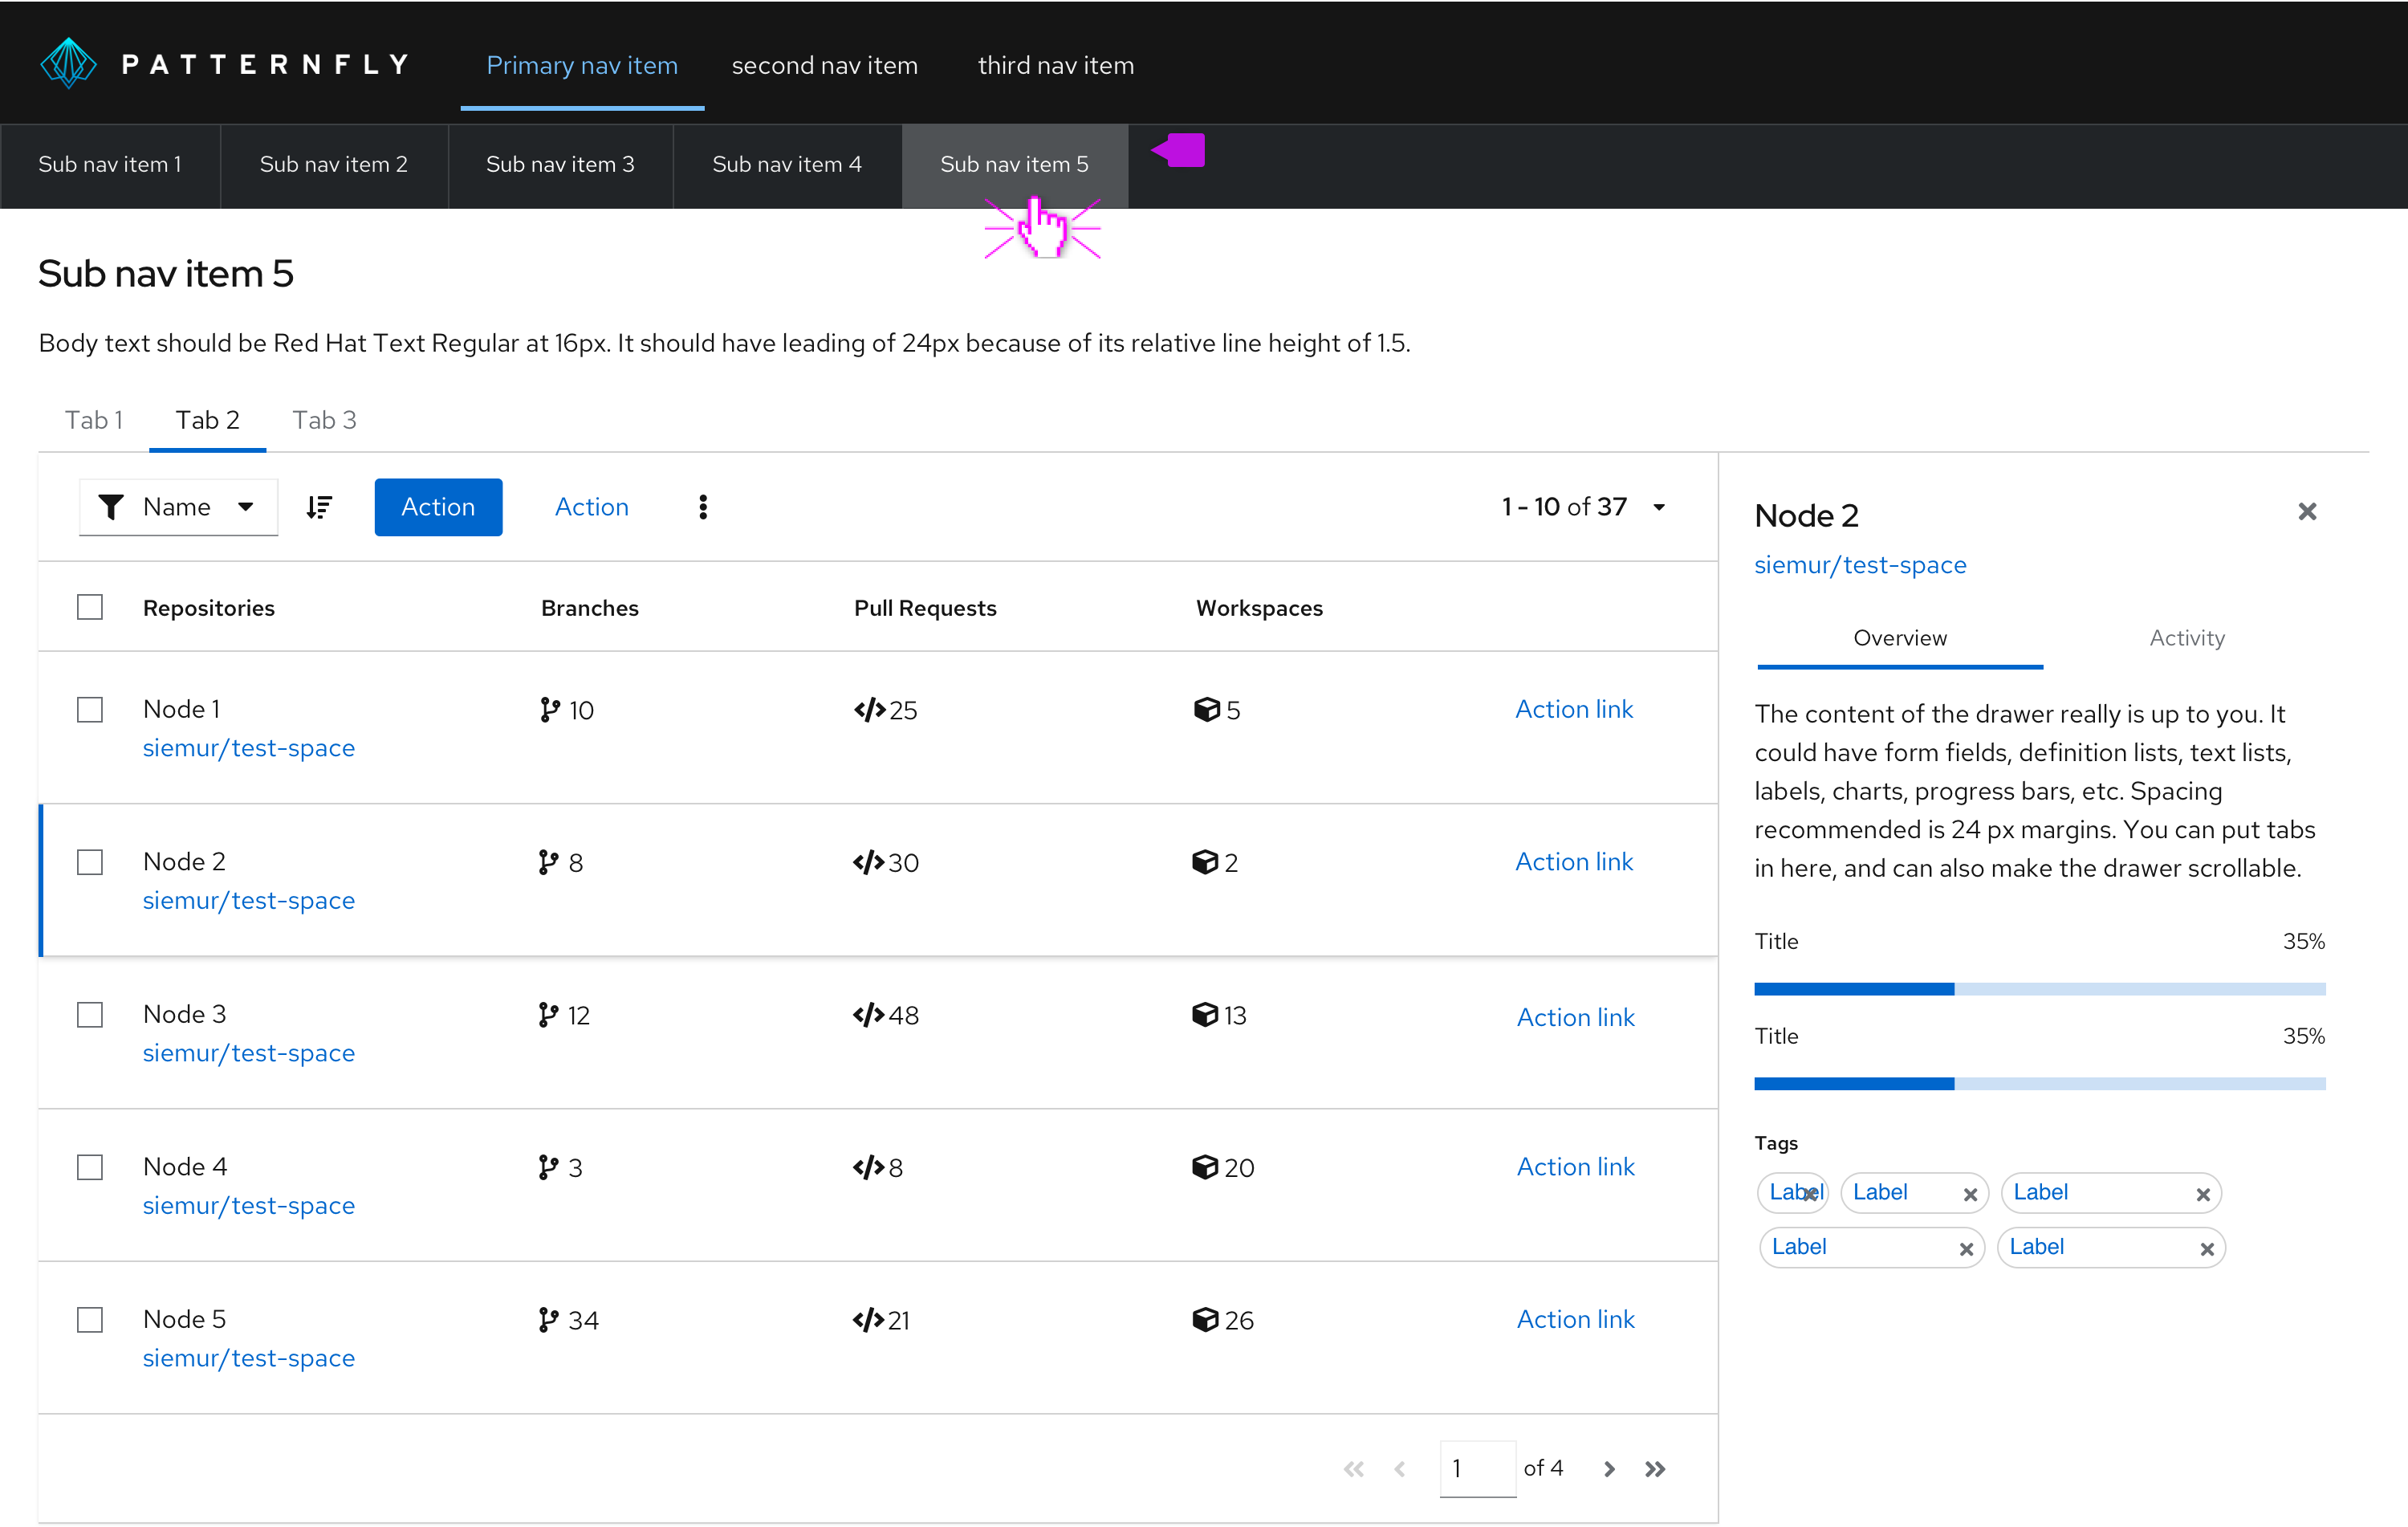 PATTERNFLY Primary nav item second nav item third nav item
Sub nav item 1 Sub nav item 2 Sub nav item 3 Sub nav item 4 Sub nav item 5
Sub nav item 5
Body text should be Red Hat Text Regular at 16px. It should have leading of 24px because of its relative line height of 1.5.
Tab 1 Tab 2 Tab 3
Name Action Action 1 - 10 of 37
Repositories Branches Pull Requests Workspaces
Node 1 10 25 5 Action link
siemur/test-space
Node 2 8 30 2 Action link
siemur/test-space
Node 3 12 48 13 Action link
siemur/test-space
Node 4 3 8 20 Action link
siemur/test-space
Node 5 34 21 26 Action link
siemur/test-space
1 of 4
Node 2
siemur/test-space
Overview Activity
The content of the drawer really is up to you. It
could have form fields, definition lists, text lists,
labels, charts, progress bars, etc. Spacing
recommended is 24 px margins. You can put tabs
in here, and can also make the drawer scrollable.
Title 35%
Title 35%
Tags
Label Label Label
Label Label